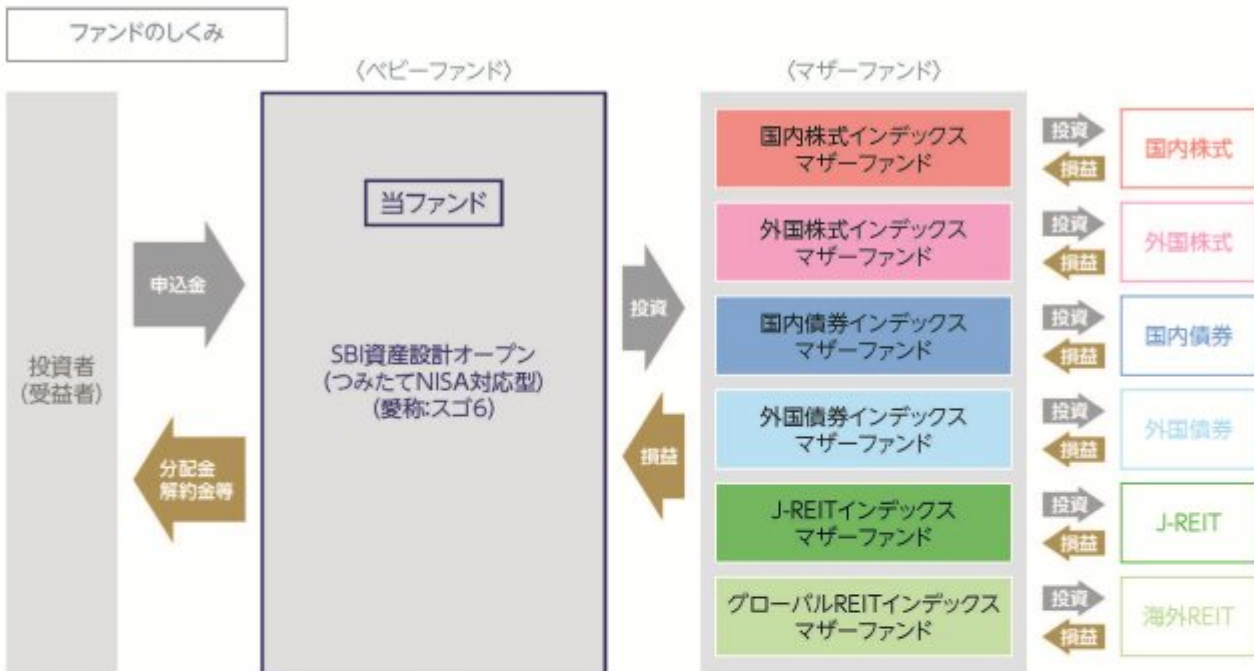 ファンドのしくみ
〈ベビーファンド〉
〈マザーファンド〉
投資者
(受益者)
申込金
分配金
解約金等
当ファンド
SBI資産設計オープン
(つみたてNISA対応型)
(愛称:スゴ6)
投資
損益
国内株式インデックス
マザーファンド
投資
損益
国内株式
外国株式インデックス
マザーファンド
投資
損益
外国株式
国内債券インデックス
マザーファンド
投資
損益
国内債券
外国債券インデックス
マザーファンド
投資
損益
外国債券
J-REITインデックス
マザーファンド
投資
損益
J-REIT
グローバルREITインデックス
マザーファンド
投資
損益
海外REIT